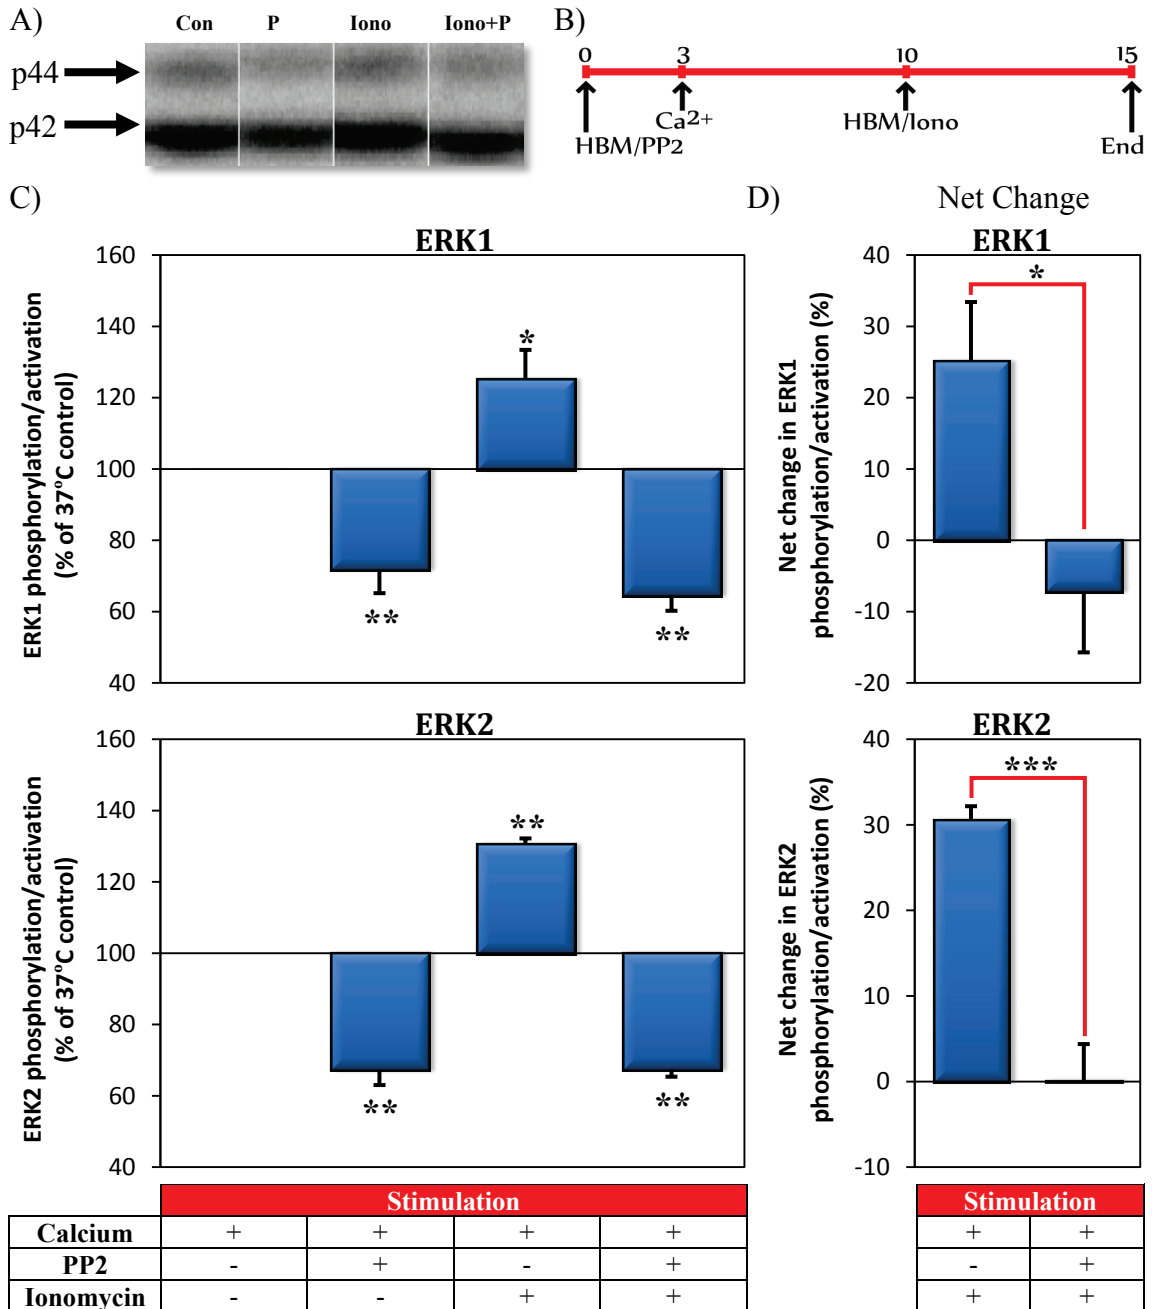 A)
Con P Iono Iono+P
p44
p42
B)
0 3 10 15
Ca2+
HBM/PP2
HBM/Iono
End
C)
ERK1
160
140
120
100
80
60
40
ERK1 phosphorylation/activation
(% of 37°C control)
*
**
**
D) Net Change
ERK1
40
30
20
10
0
-10
-20
Net change in ERK1
phosphorylation/activation (%)
*
ERK2
160
140
120
100
80
60
40
ERK2 phosphorylation/activation
(% of 37°C control)
**
**
**
ERK2
40
30
20
10
0
-10
Net change in ERK2
phosphorylation/activation (%)
***
Stimulation
Calcium + + + +
PP2 - + - +
Ionomycin - - + +
Stimulation
+ +
- +
+ +